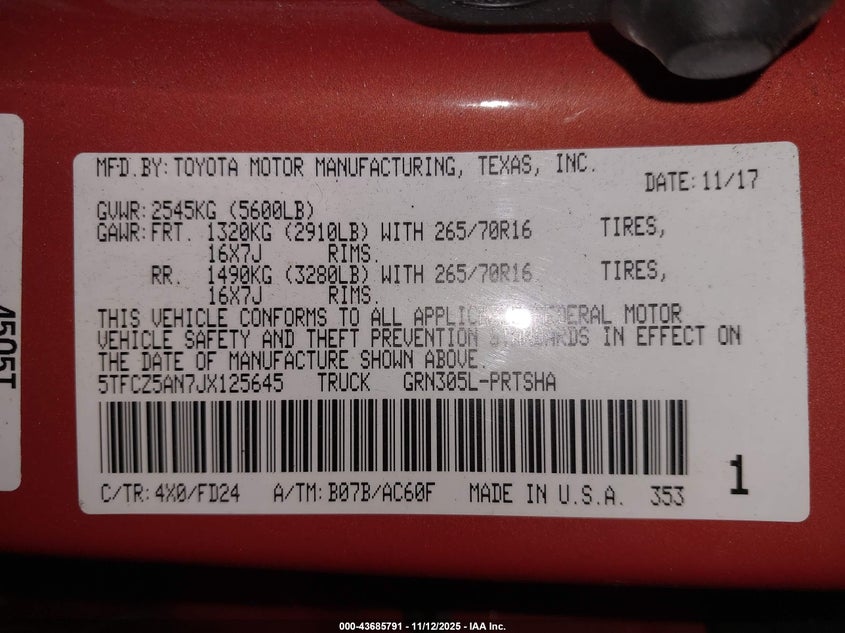 MFD.BY:TOYOTA MOTOR MANUFACTURING, TEXAS, INC.
DATE:11/17
GVWR:2545KG (5600LB)
GAWR:FRT. 1320KG (2910LB) WITH 265/70R16 TIRES,
16X7J RIMS.
RR. 1490KG (3280LB) WITH 265/70R16 TIRES,
16X7J RIMS.
THIS VEHICLE CONFORMS TO ALL APPLIC EDERAL MOTOR
VEHICLE SAFETY AND THEFT PREVENTION STANDARDS IN EFFECT ON
THE DATE OF MANUFACTURE SHOWN ABOVE.
5TFCZ5AN7JX125645 TRUCK GRN305L-PRTSHA
1
C/TR:4X0/FD24 A/TM:B07B/AC60F MADE IN U.S.A. 353
4505T
000-43685791 - 11/12/2025 - IAA Inc.